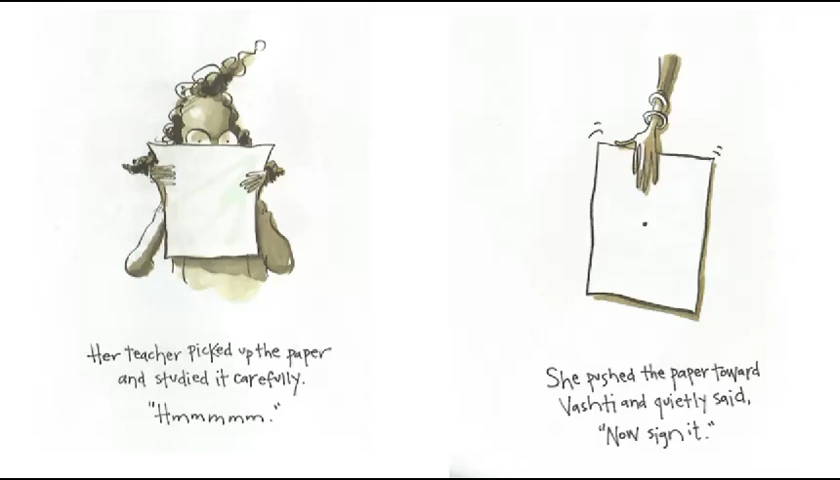 Her teacher picked up the paper
and studied it carefully.
"Hmmmmm."
She pushed the paper toward
Vashti and quietly said,
"Now sign it."